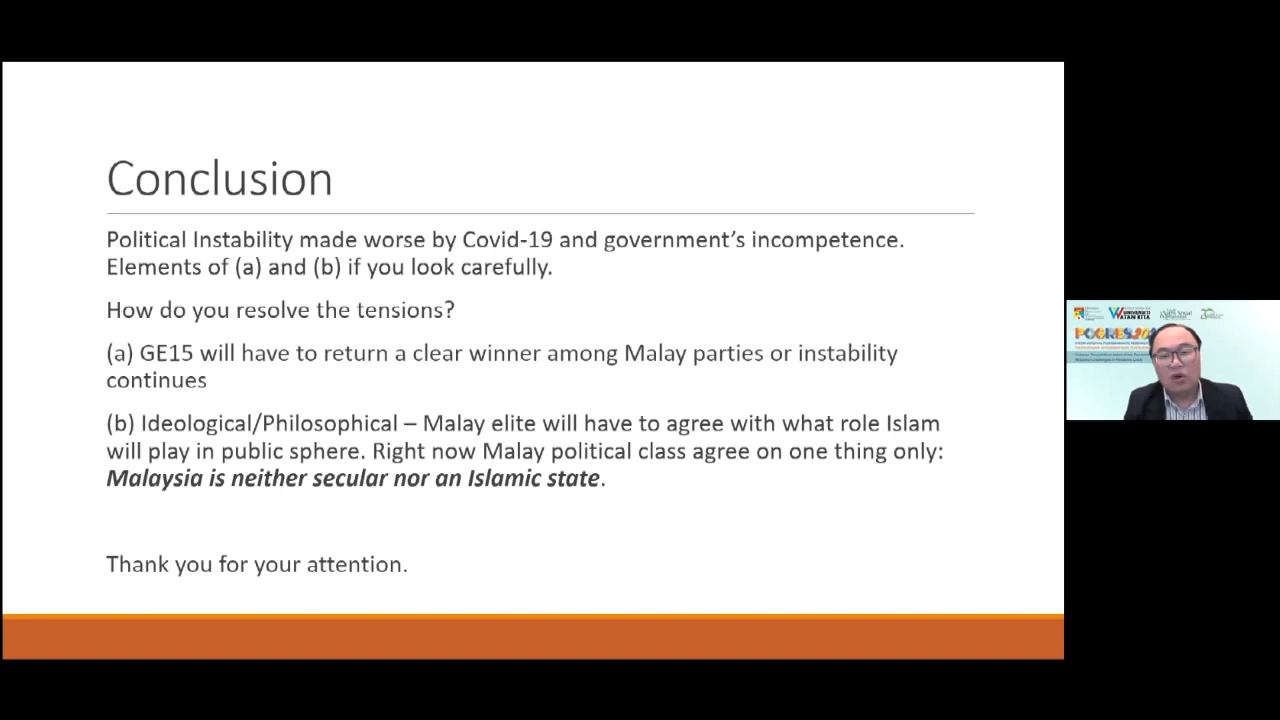 Conclusion
Political Instability made worse by Covid-19 and government's incompetence.
Elements of (a) and (b) if you look carefully.
How do you resolve the tensions?
(a) GE15 will have to return clear winner among Malay parties or instability
continues
(b) Ideological/Philosophical – Malay elite will have to agree with what role Islam
will play in public sphere. Right now Malay political class agree on one thing only:
Malaysia is neither secular nor an Islamic state.
Thank you for your attention.